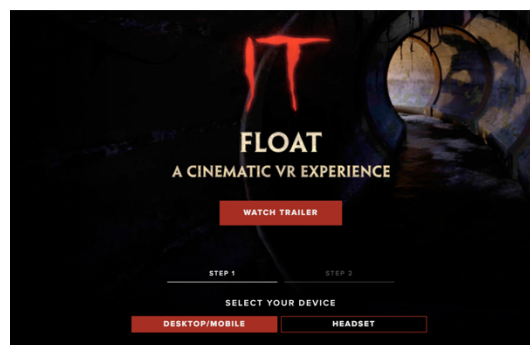 IT
FLOAT
A CINEMATIC VR EXPERIENCE
WATCH TRAILER
STEP 1 STEP 2
SELECT YOUR DEVICE
DESKTOP/MOBILE HEADSET